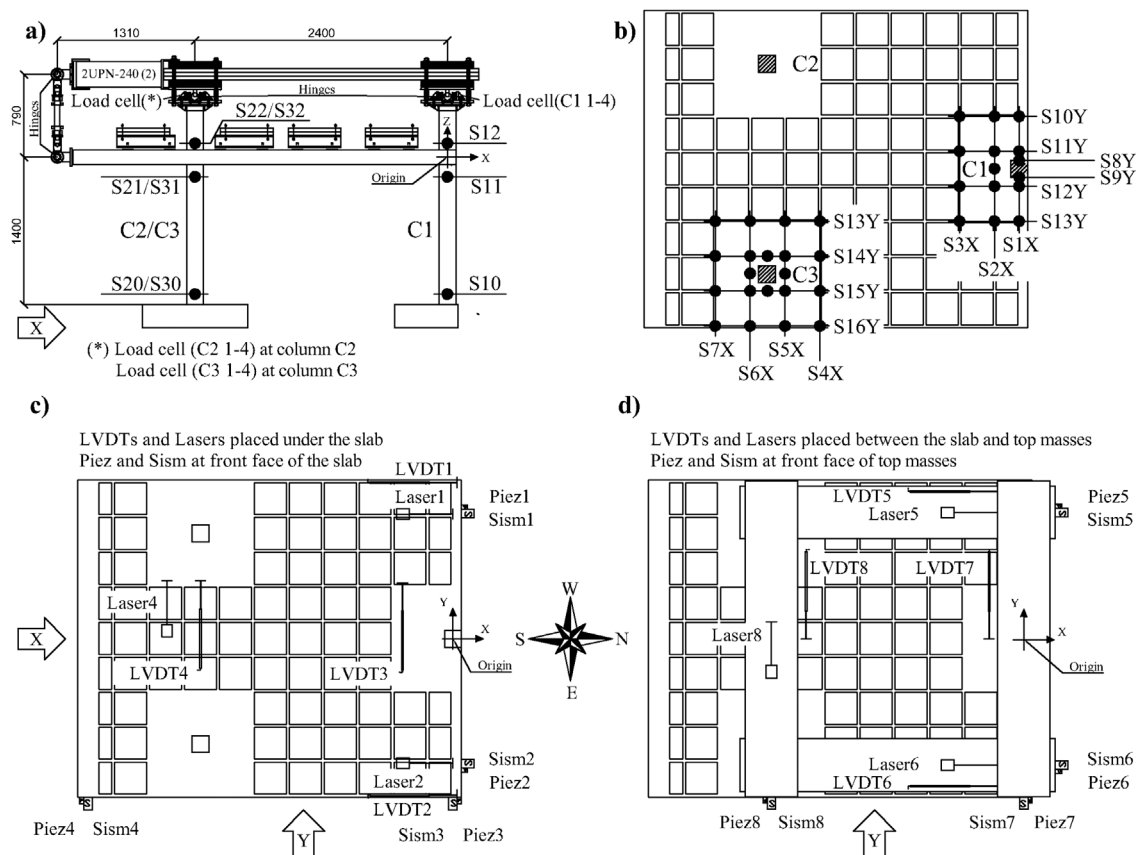 a)
1310
2400
2UPN-240 (2)
Load cell(*)
Hinges
Load cell(C1 1-4)
790
Hinges
S22/S32
Z
S12
X
Origin
S21/S31
S11
1400
C2/C3
C1
S20/S30
S10
X
(*) Load cell (C2 1-4) at column C2
Load cell (C3 1-4) at column C3
b)
C2
S10Y
S11Y
S8Y
C1
S9Y
S12Y
S13Y
S13Y
S3X
S1X
S2X
S14Y
C3
S15Y
S16Y
S7X
S5X
S6X
S4X
c)
LVDTs and Lasers placed under the slab
Piez and Sism at front face of the slab
LVDT1
Laser1
Piez1
S
Sism1
Laser4
Y
X
X
Origin
LVDT4
LVDT3
Sism2
S
Laser2
Piez2
LVDT2
S
S
Piez4
Sism4
Y
Sism3
Piez3
W
S
N
E
d)
LVDTs and Lasers placed between the slab and top masses
Piez and Sism at front face of top masses
LVDT5
Piez5
Laser5
S
Sism5
LVDT8
LVDT7
Y
Laser8
X
Origin
Laser6
Sism6
S
LVDT6
Piez6
S
S
Piez8
Sism8
Y
Sism7
Piez7